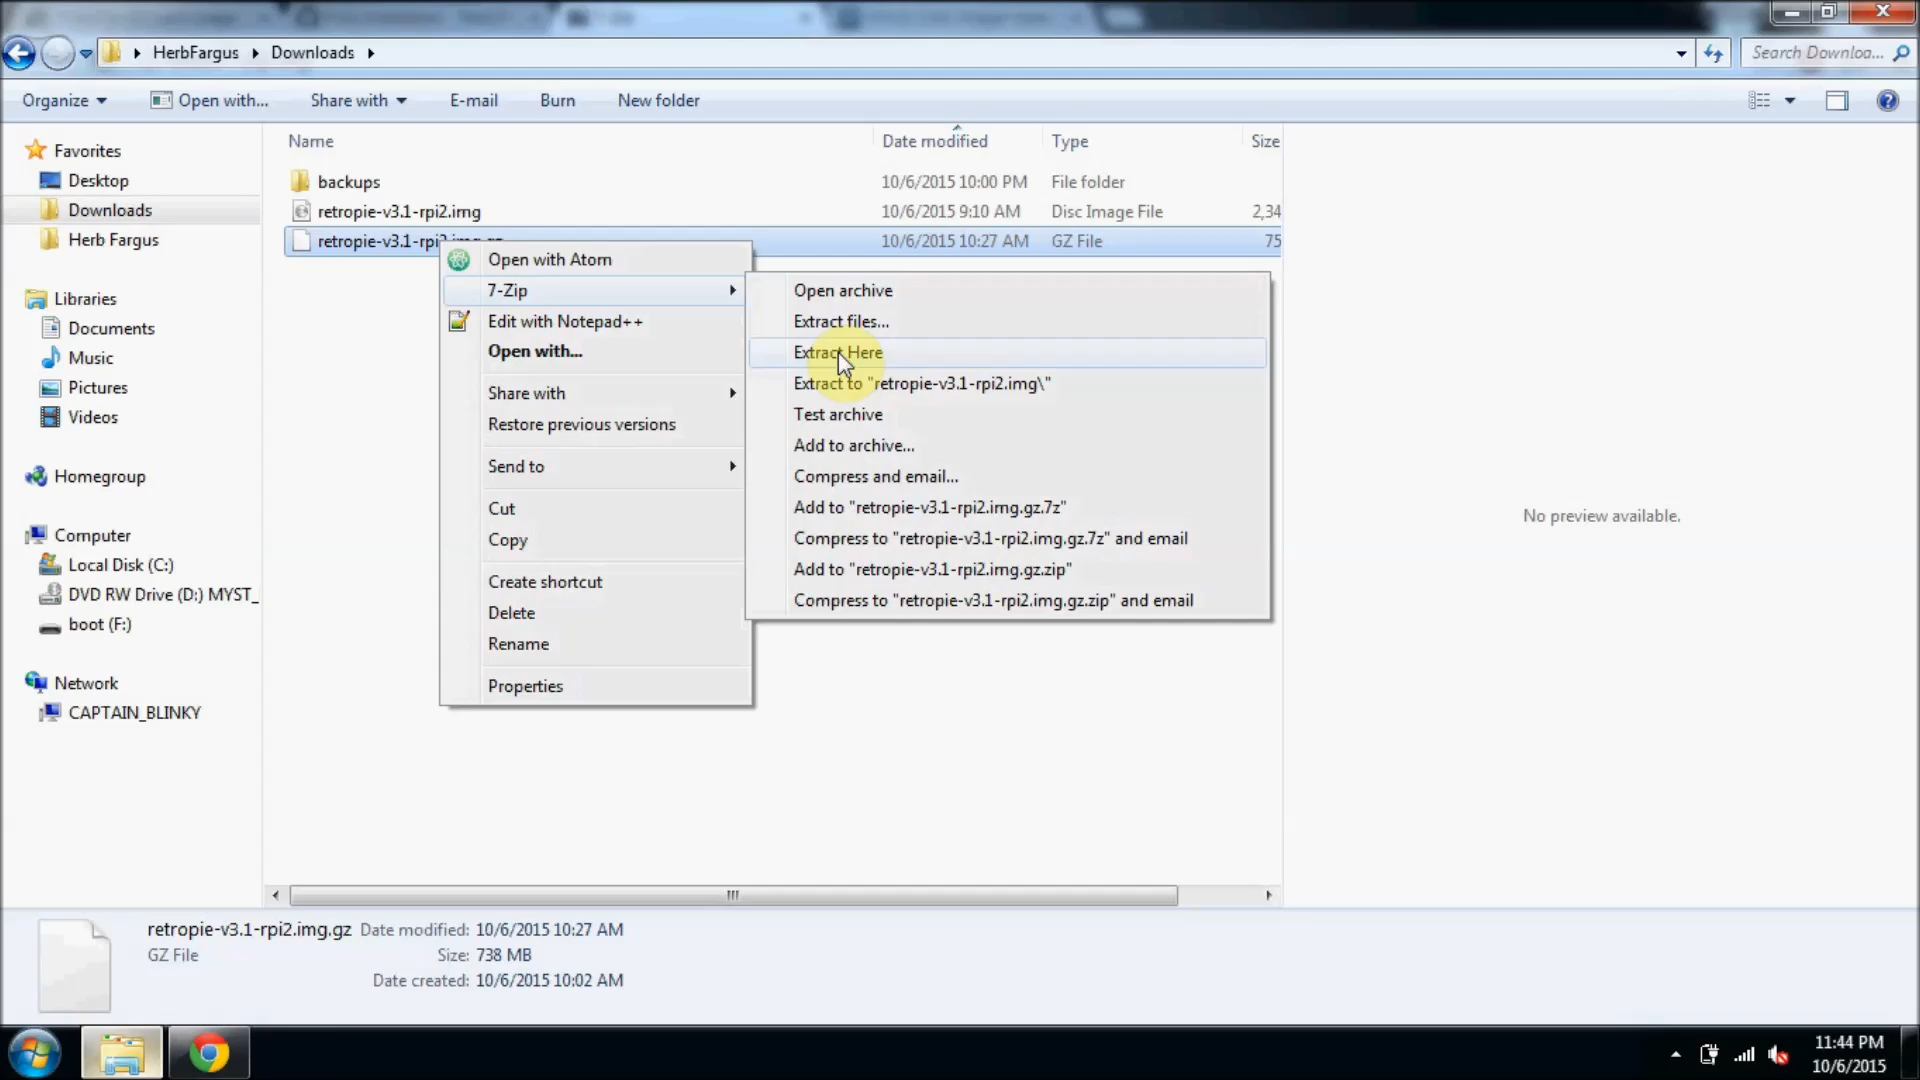 HerbFargus Downloads
Search Downloa...
Organize Open with... Share with E-mail Burn New folder
Name Date modified Type Size
Favorites
Desktop
Downloads
Herb Fargus
Libraries
Documents
Music
Pictures
Videos
Homegroup
Computer
Local Disk (C:)
DVD RW Drive (D:) MYST_
boot (F:)
Network
CAPTAIN_BLINKY
backups 10/6/2015 10:00 PM File folder
retropie-v3.1-rpi2.img 10/6/2015 9:10 AM Disc Image File 2,34
retropie-v3.1-rpi2.img.gz 10/6/2015 10:27 AM GZ File 75
Open with Atom
7-Zip
Edit with Notepad++
Open with...
Share with
Restore previous versions
Send to
Cut
Copy
Create shortcut
Delete
Rename
Properties
Open archive
Extract files...
Extract Here
Extract to "retropie-v3.1-rpi2.img\"
Test archive
Add to archive...
Compress and email...
Add to "retropie-v3.1-rpi2.img.gz.7z"
Compress to "retropie-v3.1-rpi2.img.gz.7z" and email
Add to "retropie-v3.1-rpi2.img.gz.zip"
Compress to "retropie-v3.1-rpi2.img.gz.zip" and email
No preview available.
retropie-v3.1-rpi2.img.gz Date modified: 10/6/2015 10:27 AM
GZ File Size: 738 MB
Date created: 10/6/2015 10:02 AM
11:44 PM
10/6/2015